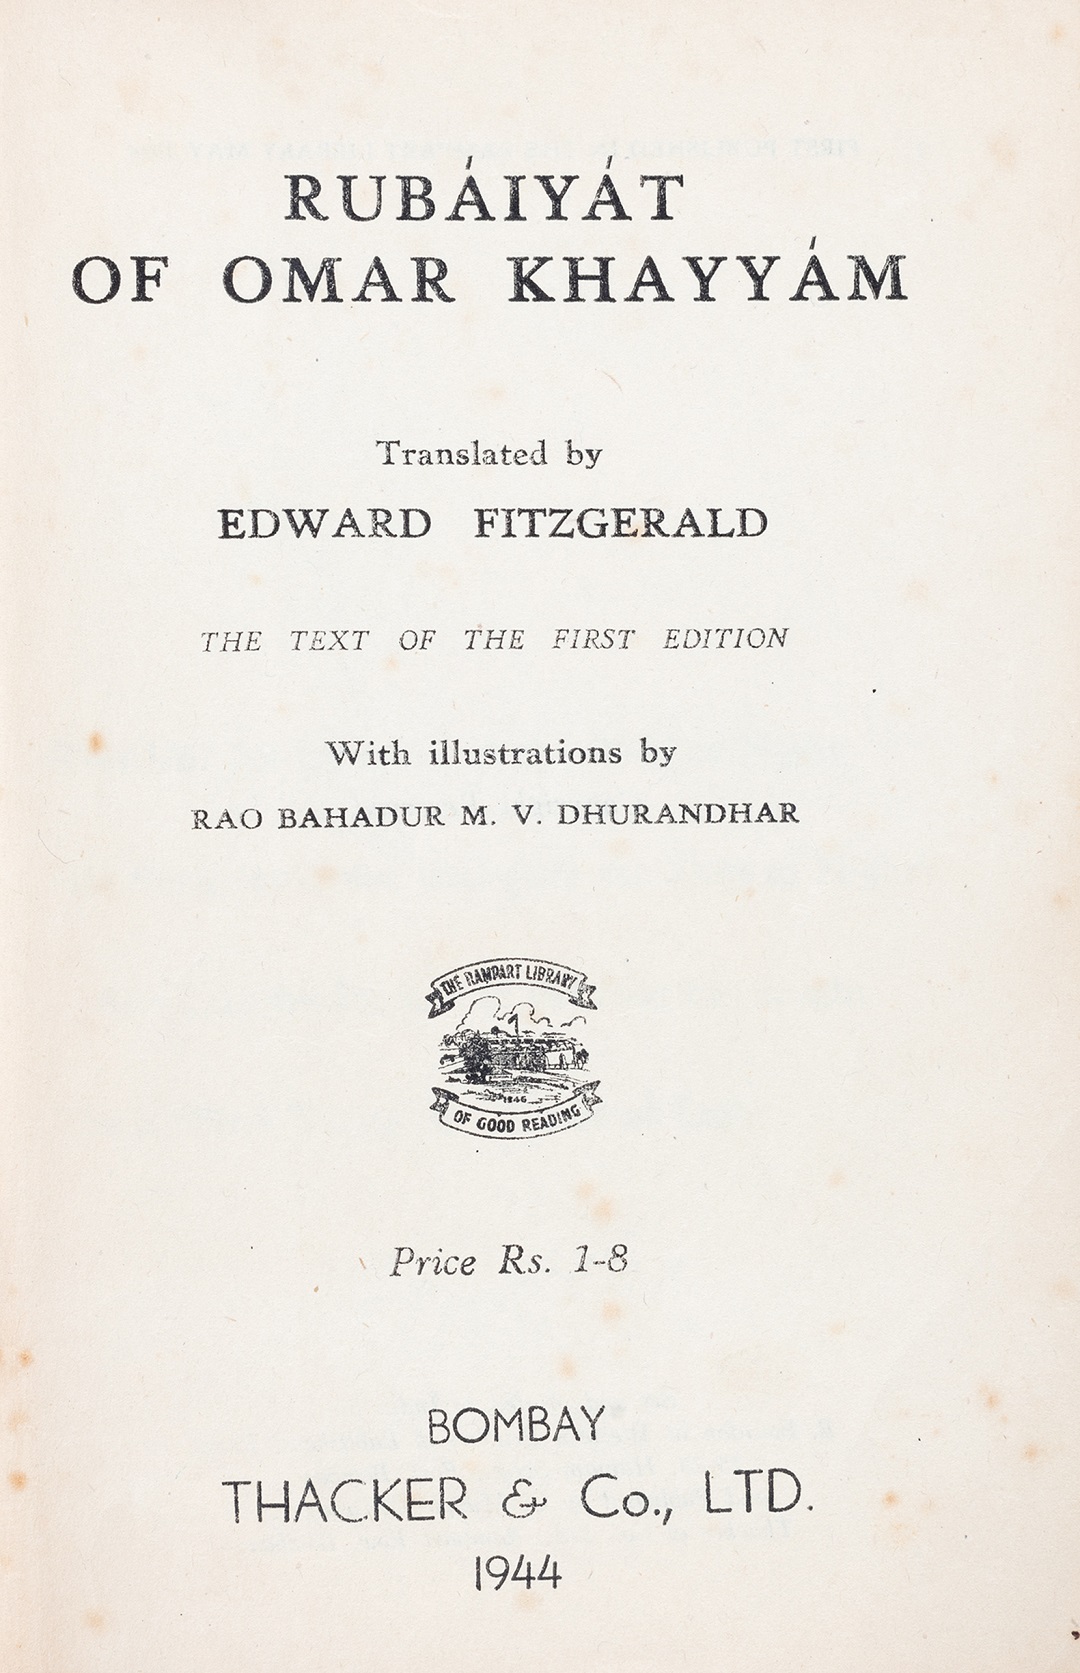 RUBÁIYÁT
OF OMAR KHAYYÁM
Translated by
EDWARD FITZGERALD
THE TEXT OF THE FIRST EDITION
With illustrations by
RAO BAHADUR M. V. DHURANDHAR
THE RAMPART LIBRARY
OF GOOD READING
Price Rs. 1-8
BOMBAY
THACKER & Co., LTD.
1944